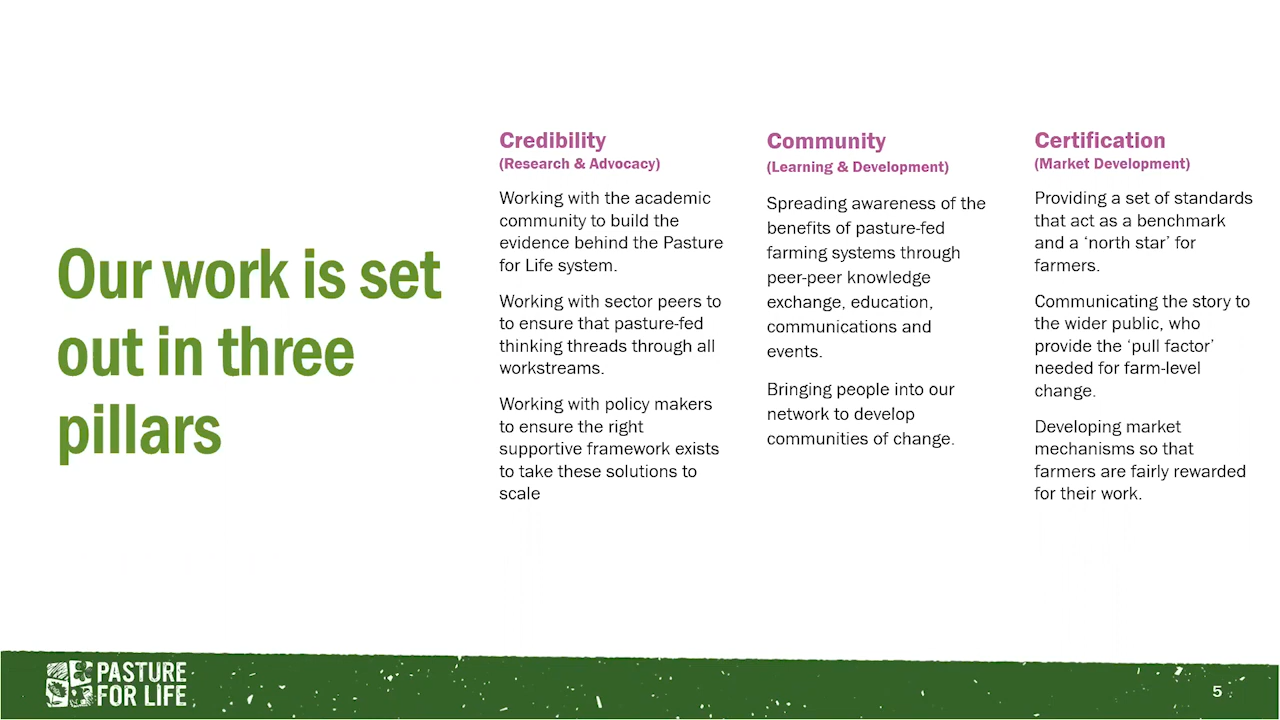 Our work is set
out in three
pillars
Credibility
(Research & Advocacy)
Working with the academic
community to build the
evidence behind the Pasture
for Life system.
Working with sector peers to
to ensure that pasture-fed
thinking threads through all
workstreams.
Working with policy makers
to ensure the right
supportive framework exists
to take these solutions to
scale
Community
(Learning & Development)
Spreading awareness of the
benefits of pasture-fed
farming systems through
peer-peer knowledge
exchange, education,
communications and
events.
Bringing people into our
network to develop
communities of change.
Certification
(Market Development)
Providing a set of standards
that act as a benchmark
and a ‘north star’ for
farmers.
Communicating the story to
the wider public, who
provide the ‘pull factor’
needed for farm-level
change.
Developing market
mechanisms so that
farmers are fairly rewarded
for their work.
PASTURE
FOR LIFE
5